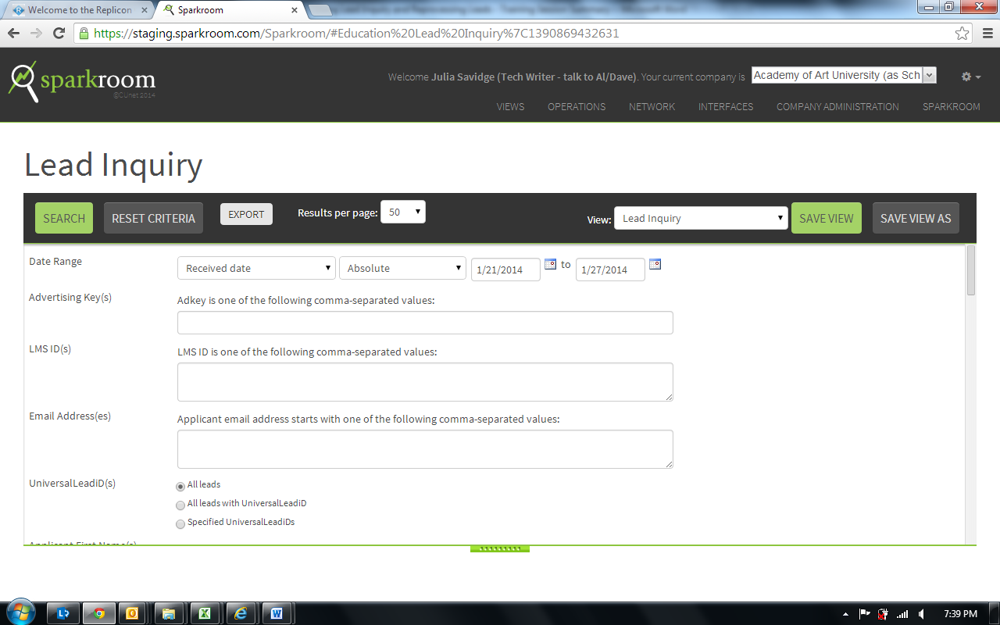 Welcome to the Replicon
Sparkroom
https://staging.sparkroom.com/Sparkroom/#Education%20Lead%20Inquiry%7C1390869432631
sparkroom
©CUnet 2014
Welcome Julia Savidge (Tech Writer - talk to Al/Dave). Your current company is Academy of Art University (as Sch
VIEWS OPERATIONS NETWORK INTERFACES COMPANY ADMINISTRATION SPARKROOM
Lead Inquiry
SEARCH RESET CRITERIA EXPORT Results per page: 50 View: Lead Inquiry SAVE VIEW SAVE VIEW AS
Date Range Received date Absolute 1/21/2014 to 1/27/2014
Advertising Key(s) Adkey is one of the following comma-separated values:
LMS ID(s) LMS ID is one of the following comma-separated values:
Email Address(es) Applicant email address starts with one of the following comma-separated values:
UniversalLeadiD(s) All leads
All leads with UniversalLeadiD
Specified UniversalLeadiDs
Applicant First Name(s)
7:39 PM